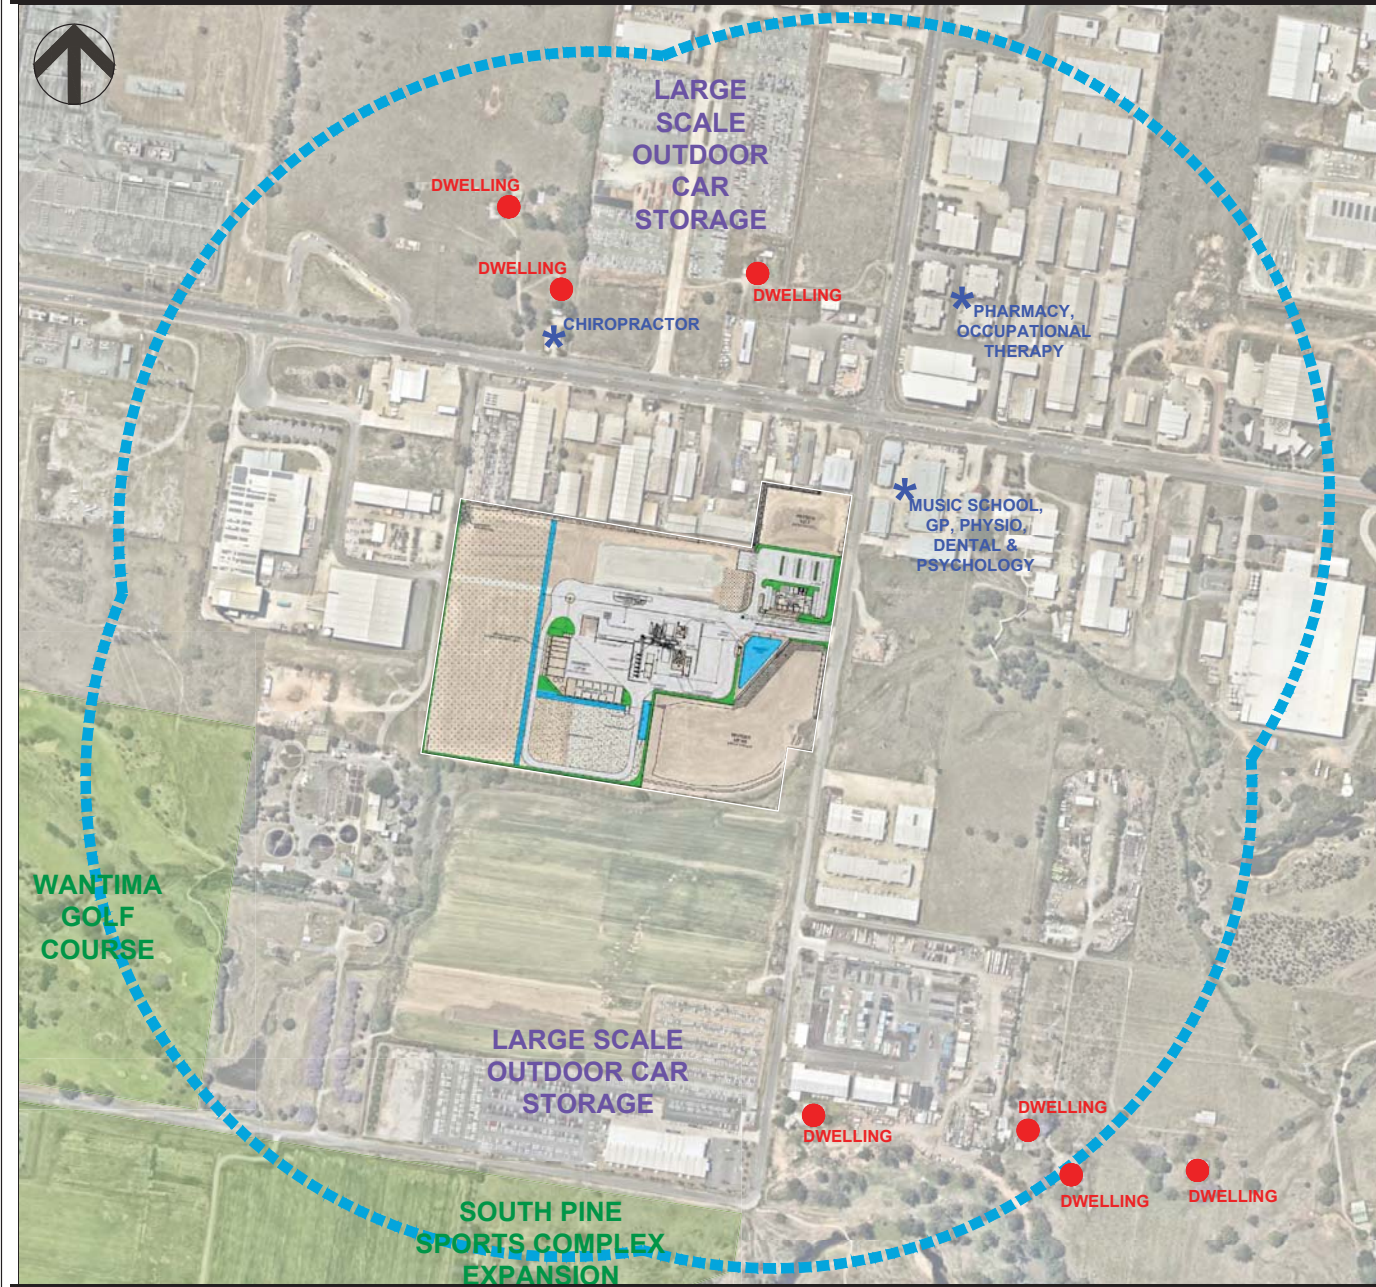 LARGE
SCALE
OUTDOOR
CAR
STORAGE
DWELLING
DWELLING
DWELLING
CHIROPRACTOR
PHARMACY,
OCCUPATIONAL
THERAPY
MUSIC SCHOOL,
GP, PHYSIO,
DENTAL &
PSYCHOLOGY
WANTIMA
GOLF
COURSE
LARGE SCALE
OUTDOOR CAR
STORAGE
DWELLING
DWELLING
DWELLING
DWELLING
SOUTH PINE
SPORTS COMPLEX
EXPANSION